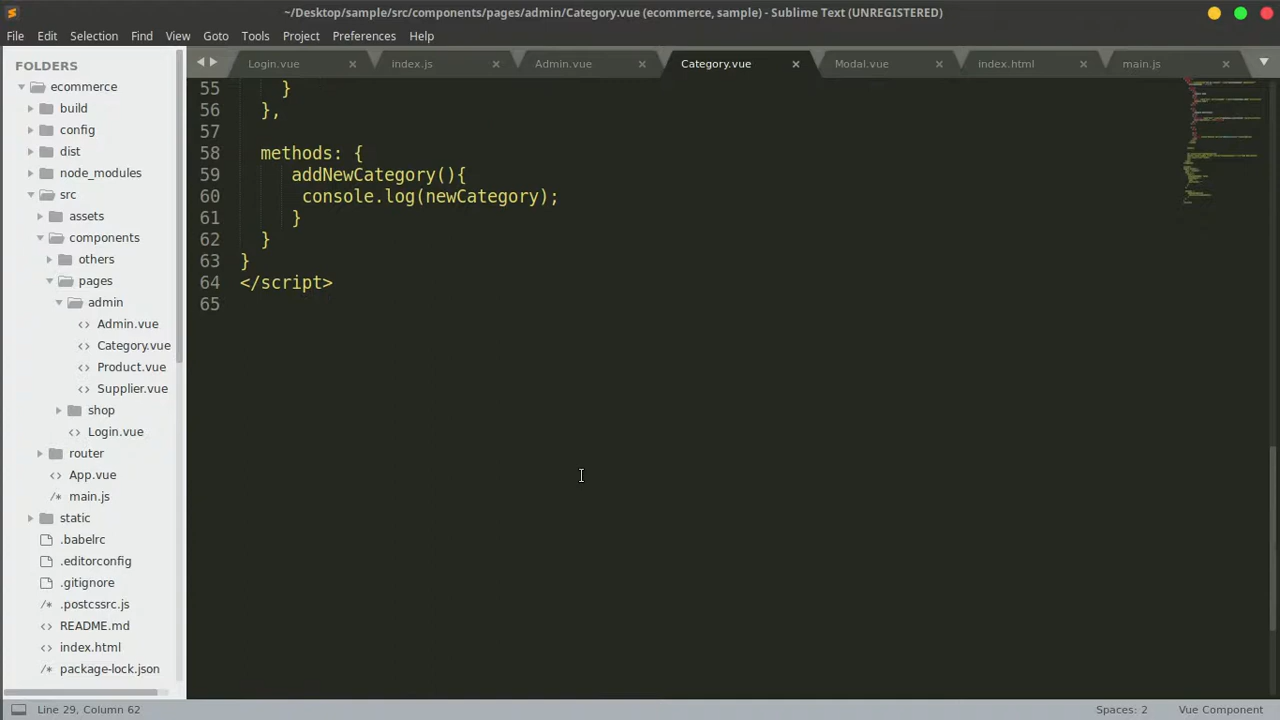 ~/Desktop/sample/src/components/pages/admin/Category.vue (ecommerce, sample) - Sublime Text (UNREGISTERED)
File Edit Selection Find View Goto Tools Project Preferences Help
FOLDERS
ecommerce
build
config
dist
node_modules
src
assets
components
others
pages
admin
Admin.vue
Category.vue
Product.vue
Supplier.vue
shop
Login.vue
router
App.vue
/* main.js
static
.babelrc
.editorconfig
.gitignore
/* .postcssrc.js
README.md
index.html
/* package-lock.json
Login.vue index.js Admin.vue Category.vue Modal.vue index.html main.js
55 }
56 },
57
58 methods: {
59 addNewCategory(){
60 console.log(newCategory);
61 }
62 }
63 }
64 </script>
65
Line 29, Column 62 Spaces: 2 Vue Component